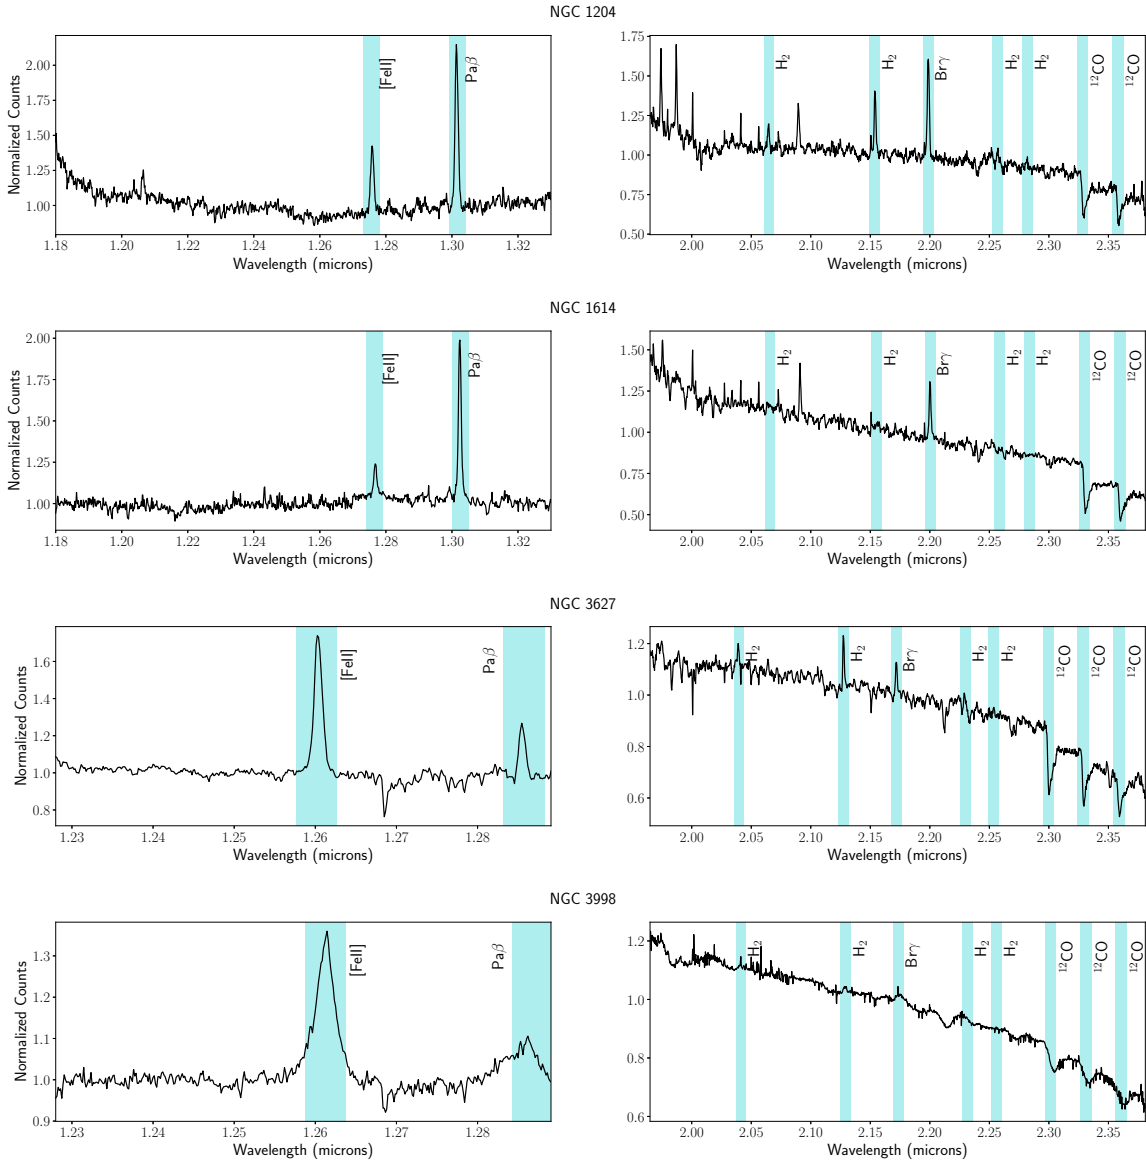 NGC 1204
Normalized Counts
2.00
1.75
1.50
1.25
1.00
[FeII]
Paβ
1.18 1.20 1.22 1.24 1.26 1.28 1.30 1.32
Wavelength (microns)
1.75
1.50
1.25
1.00
0.75
0.50
H₂ H₂ Brγ H₂ H₂ ¹²CO ¹²CO
2.00 2.05 2.10 2.15 2.20 2.25 2.30 2.35
Wavelength (microns)
NGC 1614
Normalized Counts
2.00
1.75
1.50
1.25
1.00
[FeII]
Paβ
1.18 1.20 1.22 1.24 1.26 1.28 1.30 1.32
Wavelength (microns)
1.50
1.25
1.00
0.75
0.50
H₂ H₂ Brγ H₂ H₂ ¹²CO ¹²CO
2.00 2.05 2.10 2.15 2.20 2.25 2.30 2.35
Wavelength (microns)
NGC 3627
Normalized Counts
1.6
1.4
1.2
1.0
0.8
[FeII]
Paβ
1.23 1.24 1.25 1.26 1.27 1.28
Wavelength (microns)
1.2
1.0
0.8
0.6
H₂ H₂ Brγ H₂ H₂ ¹²CO ¹²CO ¹²CO
2.00 2.05 2.10 2.15 2.20 2.25 2.30 2.35
Wavelength (microns)
NGC 3998
Normalized Counts
1.3
1.2
1.1
1.0
0.9
[FeII]
Paβ
1.23 1.24 1.25 1.26 1.27 1.28
Wavelength (microns)
1.2
1.0
0.8
0.6
H₂ H₂ Brγ H₂ H₂ ¹²CO ¹²CO ¹²CO
2.00 2.05 2.10 2.15 2.20 2.25 2.30 2.35
Wavelength (microns)